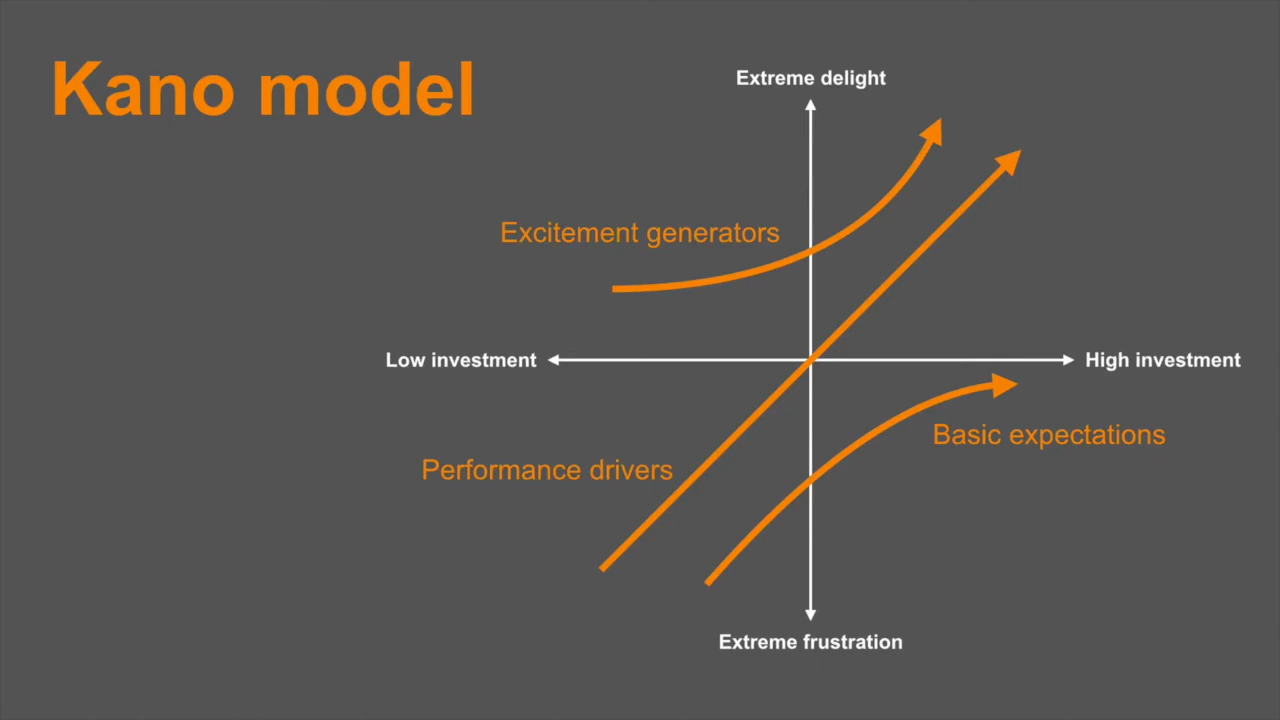 Kano model
Extreme delight
Excitement generators
Low investment
High investment
Basic expectations
Performance drivers
Extreme frustration